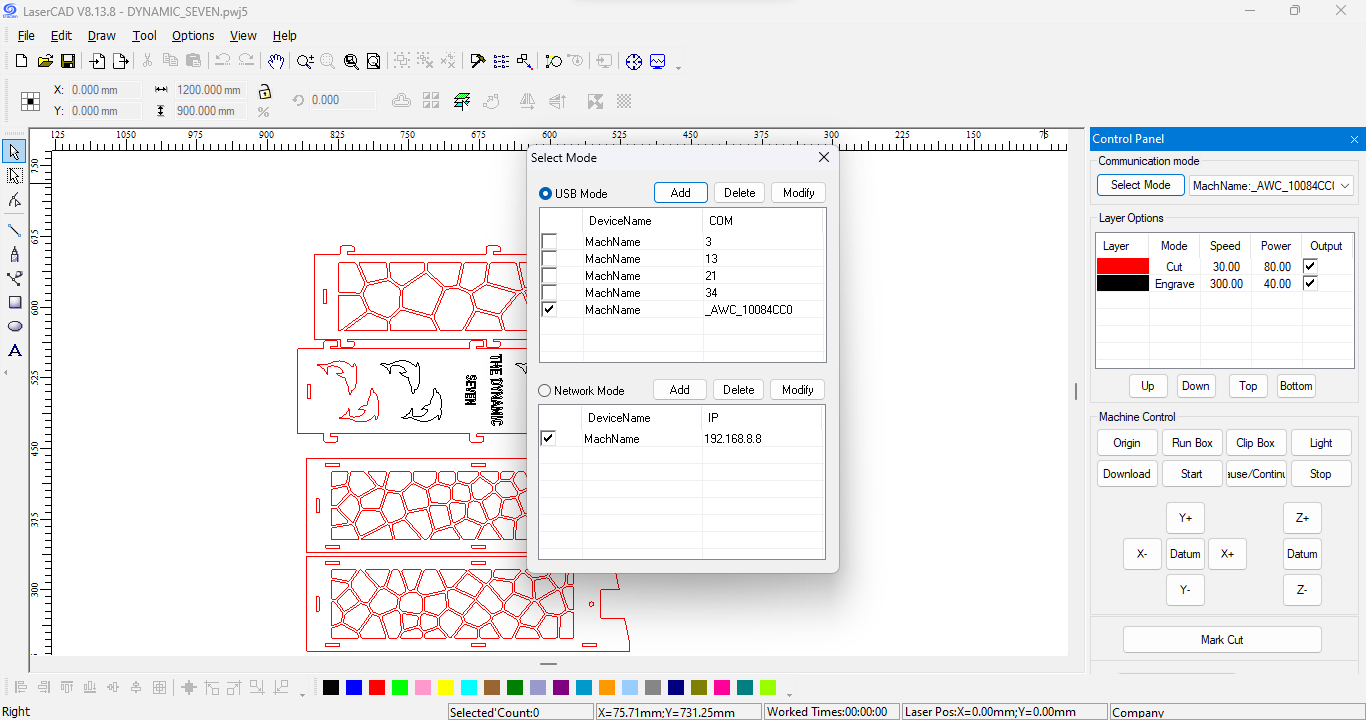 LaserCAD V8.13.8 - DYNAMIC_SEVEN.pwj5
File Edit Draw Tool Options View Help
X: 0.000 mm 1200.000 mm 0.000
Y: 0.000 mm 900.000 mm %
125 1050 975 900 825 750 675 600 525 450 375 300 225 150 75
750
675
600
525
450
375
300
A
THE DYNAMIC
SEVEN
Select Mode
USB Mode Add Delete Modify
DeviceName COM
MachName 3
MachName 13
MachName 21
MachName 34
MachName _AWC_10084CC0
Network Mode Add Delete Modify
DeviceName IP
MachName 192.168.8.8
Control Panel
Communication mode
Select Mode MachName:_AWC_10084CC(
Layer Options
Layer Mode Speed Power Output
Cut 30.00 80.00
Engrave 300.00 40.00
Up Down Top Bottom
Machine Control
Origin Run Box Clip Box Light
Download Start ause/Continu Stop
Y+ Z+
X- Datum X+ Datum
Y- Z-
Mark Cut
Right Selected'Count:0 X=75.71mm;Y=731.25mm Worked Times:00:00:00 Laser Pos:X=0.00mm;Y=0.00mm Company